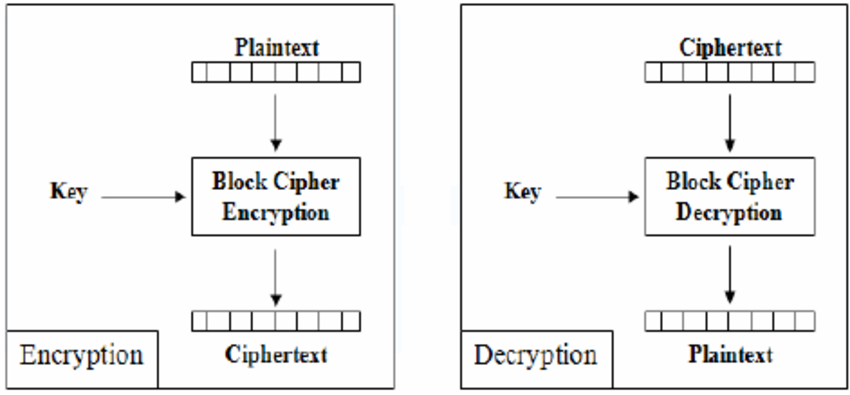 Plaintext
Key
Block Cipher
Encryption
Ciphertext
Encryption
Ciphertext
Key
Block Cipher
Decryption
Plaintext
Decryption